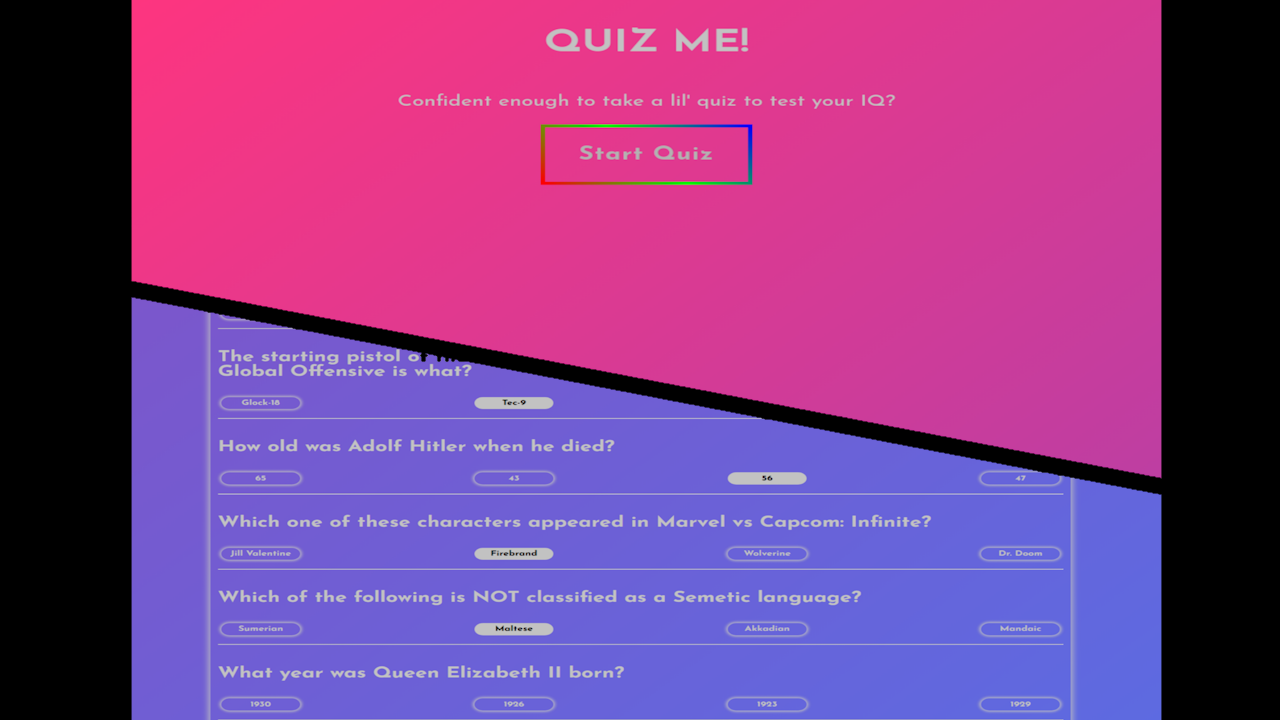 QUIZ ME!
Confident enough to take a lil' quiz to test your IQ?
Start Quiz
The starting pistol of
Global Offensive is what?
Glock-18 Tec-9
How old was Adolf Hitler when he died?
65 43 56 47
Which one of these characters appeared in Marvel vs Capcom: Infinite?
Jill Valentine Firebrand Wolverine Dr. Doom
Which of the following is NOT classified as a Semetic language?
Sumerian Maltese Akkadian Mandaic
What year was Queen Elizabeth II born?
1930 1926 1923 1929